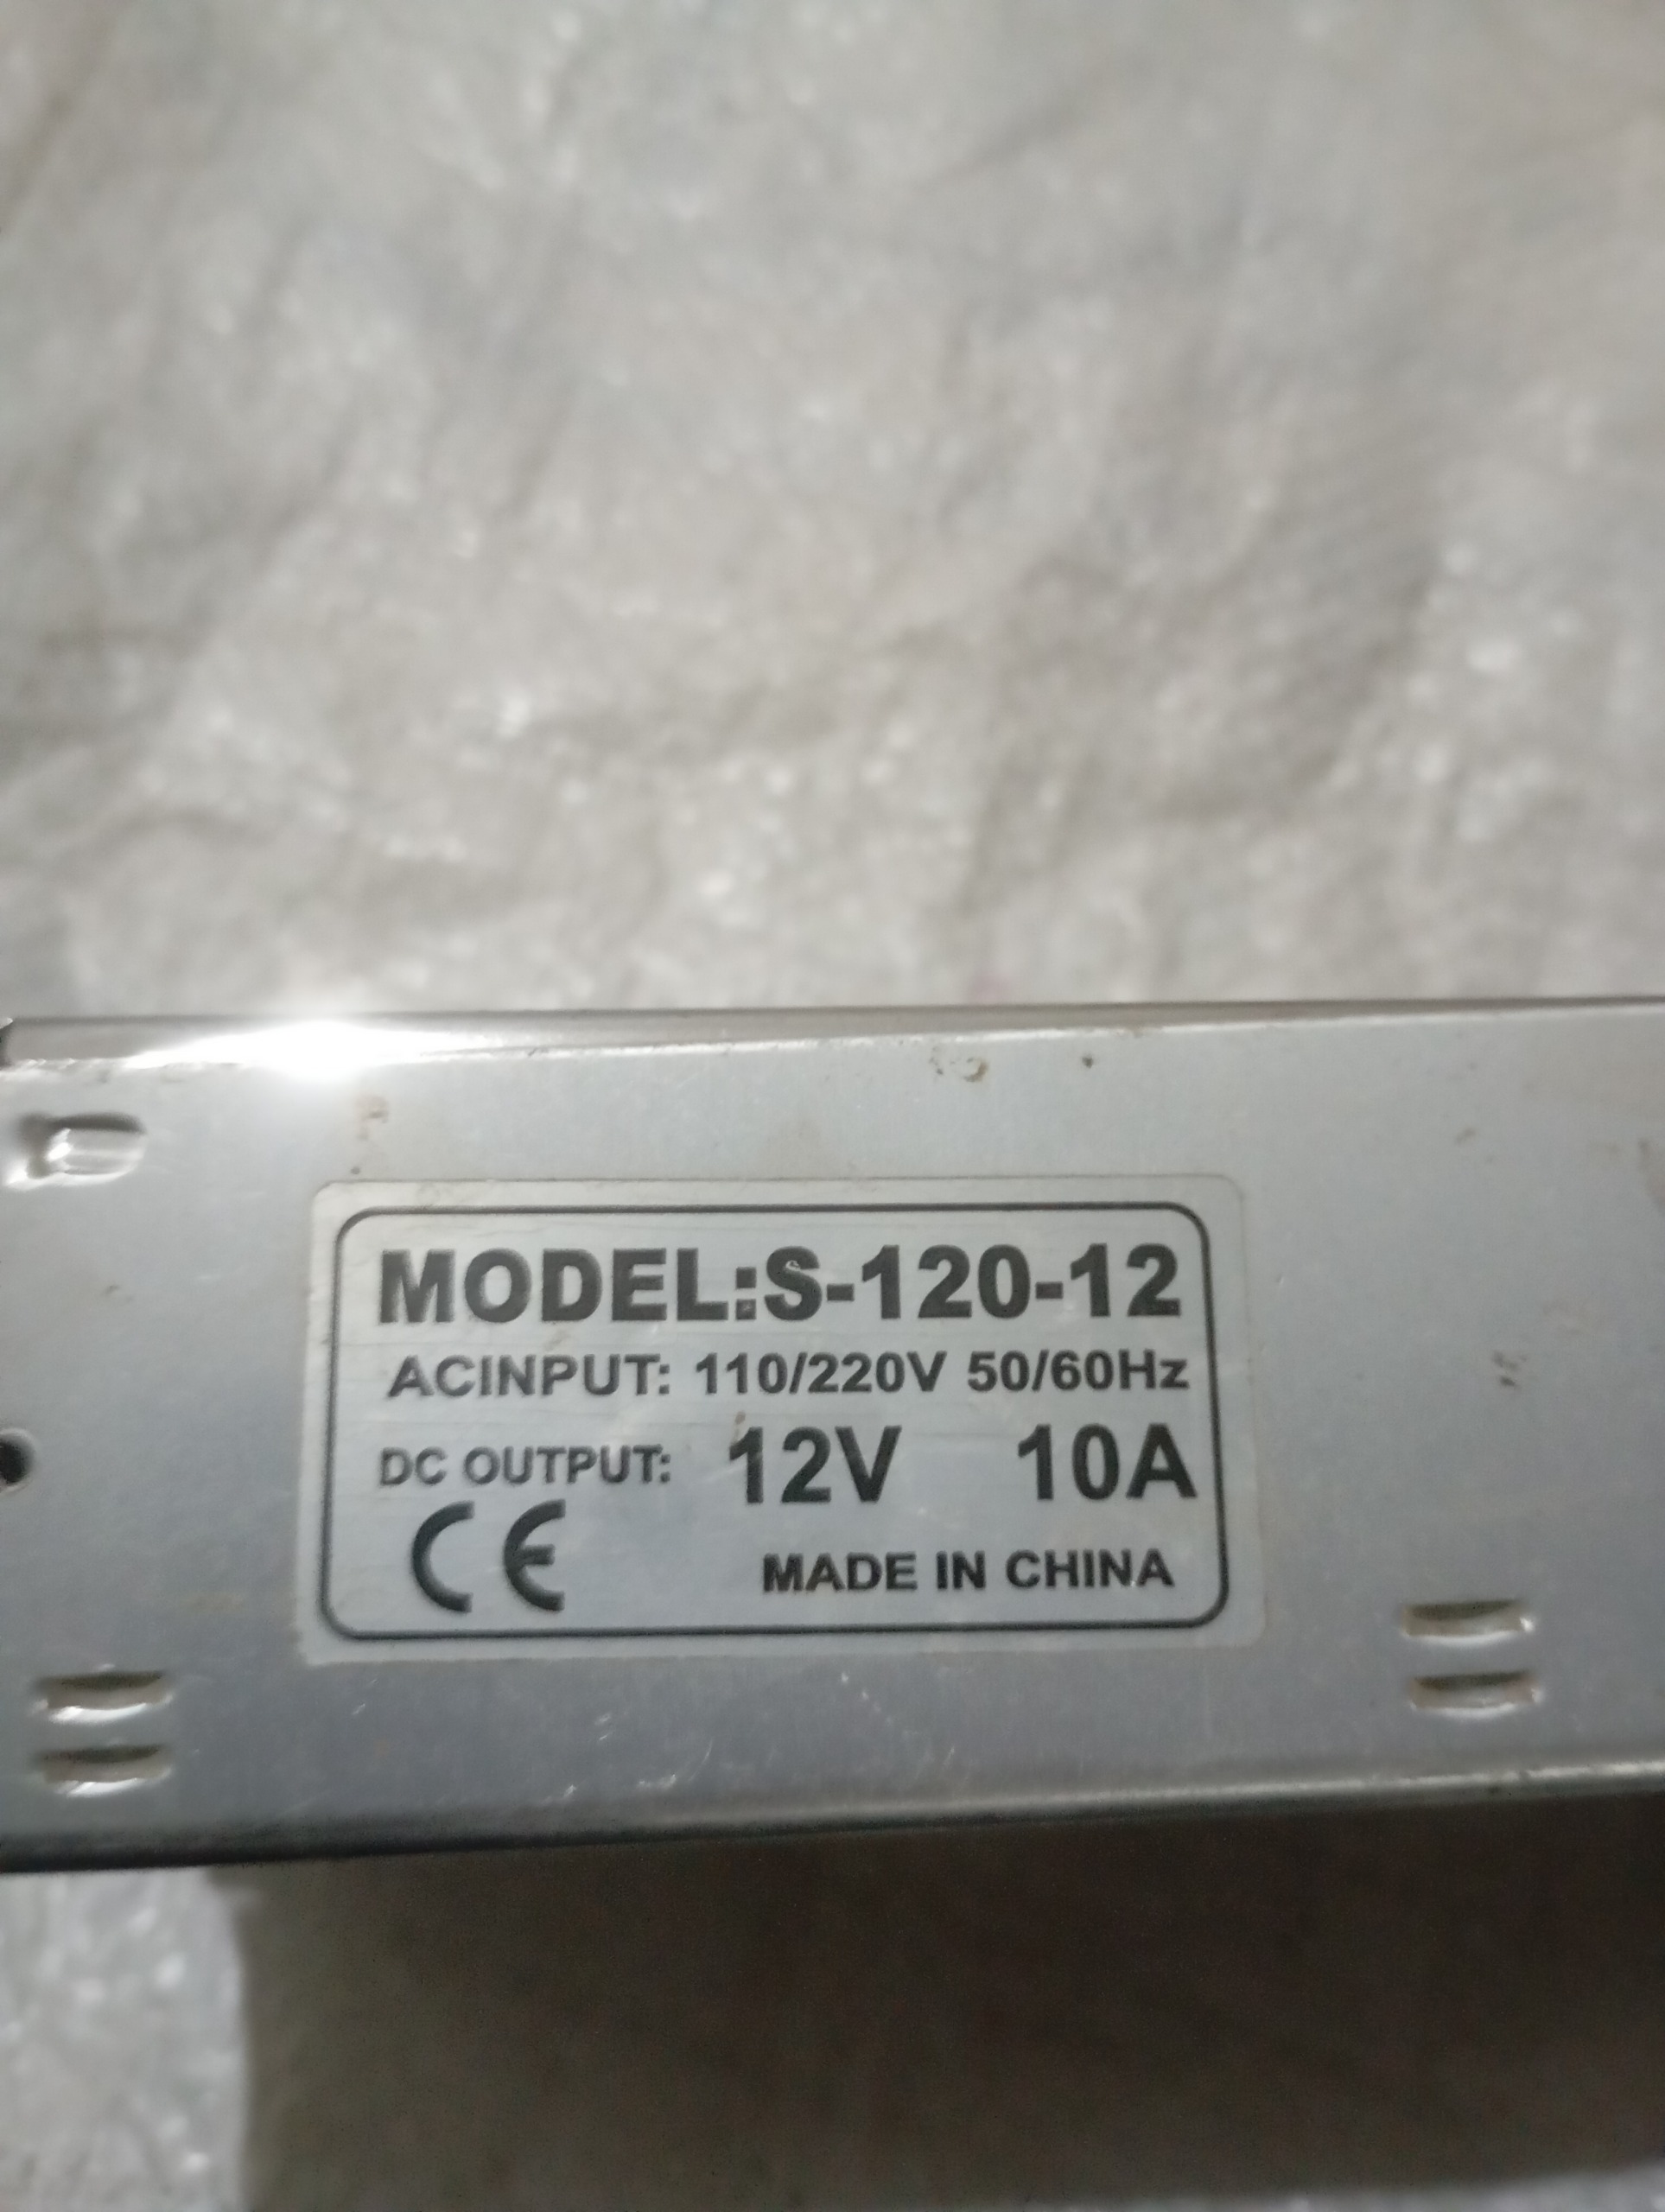 MODEL:S-120-12
ACINPUT: 110/220V 50/60Hz
DC OUTPUT: 12V 10A
CE MADE IN CHINA